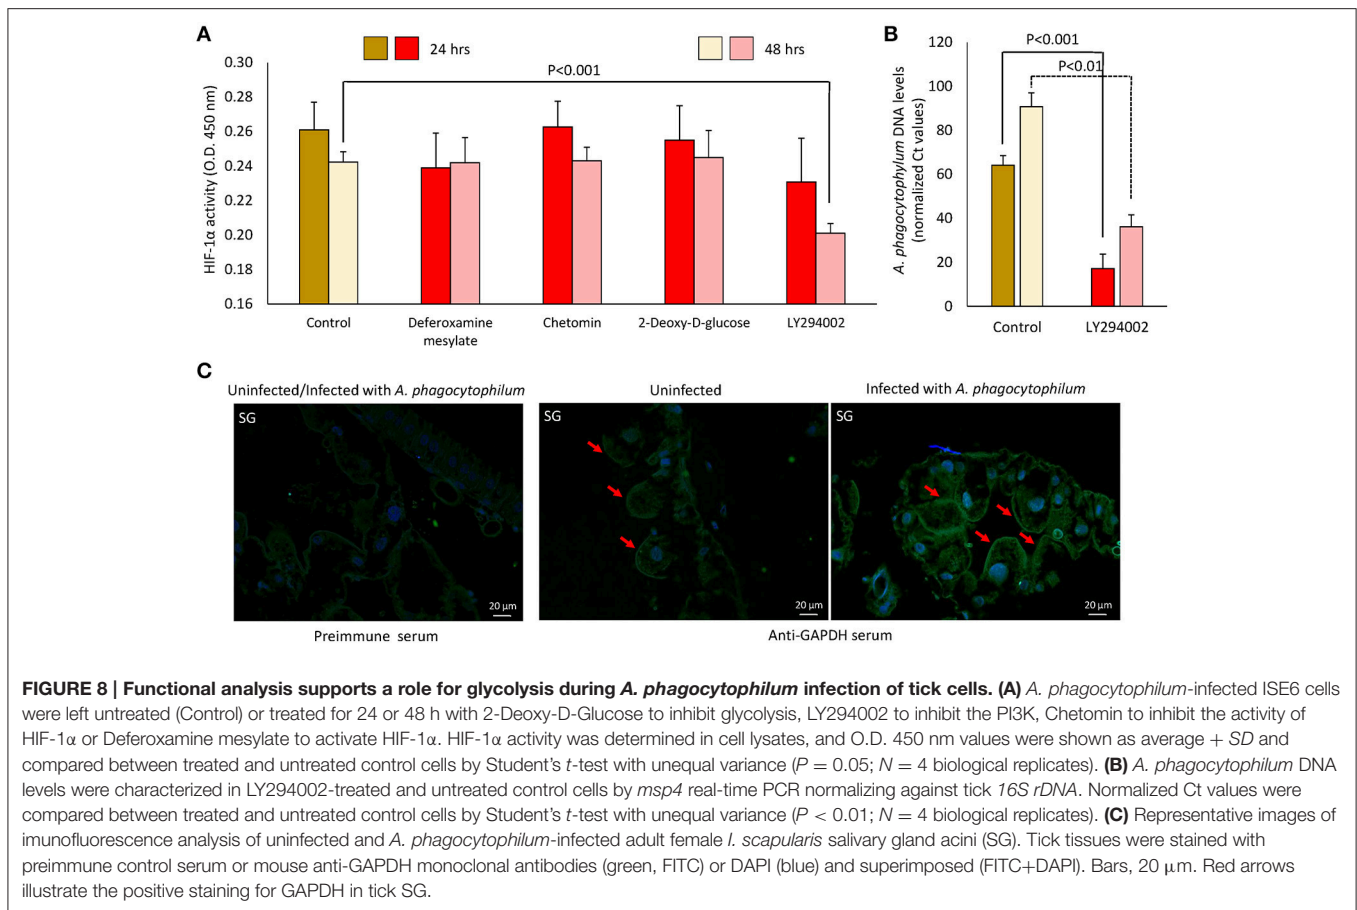 A
24 hrs
48 hrs
P<0.001
HIF-1α activity (O.D. 450 nm)
0.30
0.28
0.26
0.24
0.22
0.20
0.18
0.16
Control
Deferoxamine
mesylate
Chetomin
2-Deoxy-D-glucose
LY294002
B
P<0.001
P<0.01
A. phagocytophylum DNA levels
(normalized Ct values)
120
100
80
60
40
20
0
Control
LY294002
C
Uninfected/Infected with A. phagocytophilum
Uninfected
Infected with A. phagocytophilum
SG
SG
SG
20 µm
20 µm
20 µm
Preimmune serum
Anti-GAPDH serum
FIGURE 8 | Functional analysis supports a role for glycolysis during A. phagocytophilum infection of tick cells. (A) A. phagocytophilum-infected ISE6 cells
were left untreated (Control) or treated for 24 or 48 h with 2-Deoxy-D-Glucose to inhibit glycolysis, LY294002 to inhibit the PI3K, Chetomin to inhibit the activity of
HIF-1α or Deferoxamine mesylate to activate HIF-1α. HIF-1α activity was determined in cell lysates, and O.D. 450 nm values were shown as average + SD and
compared between treated and untreated control cells by Student's t-test with unequal variance (P = 0.05; N = 4 biological replicates). (B) A. phagocytophilum DNA
levels were characterized in LY294002-treated and untreated control cells by msp4 real-time PCR normalizing against tick 16S rDNA. Normalized Ct values were
compared between treated and untreated control cells by Student's t-test with unequal variance (P < 0.01; N = 4 biological replicates). (C) Representative images of
imunofluorescence analysis of uninfected and A. phagocytophilum-infected adult female I. scapularis salivary gland acini (SG). Tick tissues were stained with
preimmune control serum or mouse anti-GAPDH monoclonal antibodies (green, FITC) or DAPI (blue) and superimposed (FITC+DAPI). Bars, 20 µm. Red arrows
illustrate the positive staining for GAPDH in tick SG.